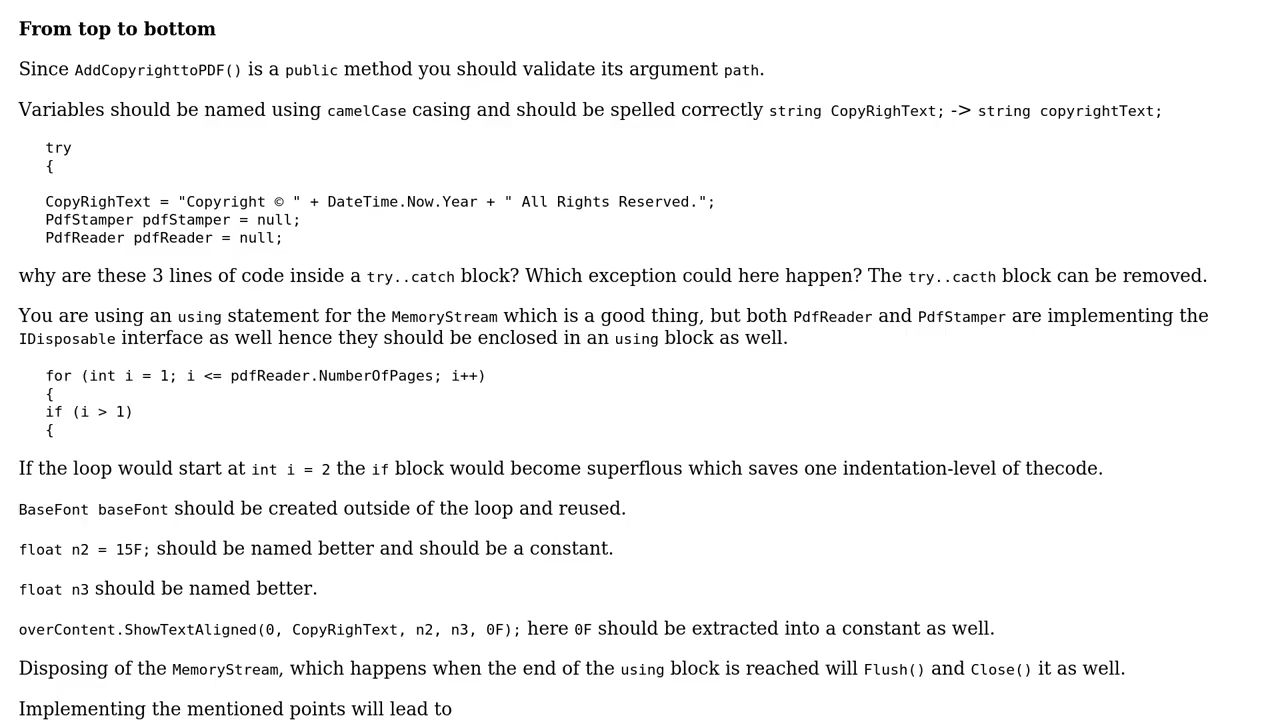 From top to bottom
Since AddCopyrighttoPDF() is a public method you should validate its argument path.
Variables should be named using camelCase casing and should be spelled correctly string CopyRighText; -> string copyrightText;
try
{
CopyRighText = "Copyright © " + DateTime.Now.Year + " All Rights Reserved.";
PdfStamper pdfStamper = null;
PdfReader pdfReader = null;
why are these 3 lines of code inside a try..catch block? Which exception could here happen? The try..cacth block can be removed.
You are using an using statement for the MemoryStream which is a good thing, but both PdfReader and PdfStamper are implementing the
IDisposable interface as well hence they should be enclosed in an using block as well.
for (int i = 1; i <= pdfReader.NumberOfPages; i++)
{
if (i > 1)
{
If the loop would start at int i = 2 the if block would become superflous which saves one indentation-level of thecode.
BaseFont baseFont should be created outside of the loop and reused.
float n2 = 15F; should be named better and should be a constant.
float n3 should be named better.
overContent.ShowTextAligned(0, CopyRighText, n2, n3, 0F); here 0F should be extracted into a constant as well.
Disposing of the MemoryStream, which happens when the end of the using block is reached will Flush() and Close() it as well.
Implementing the mentioned points will lead to